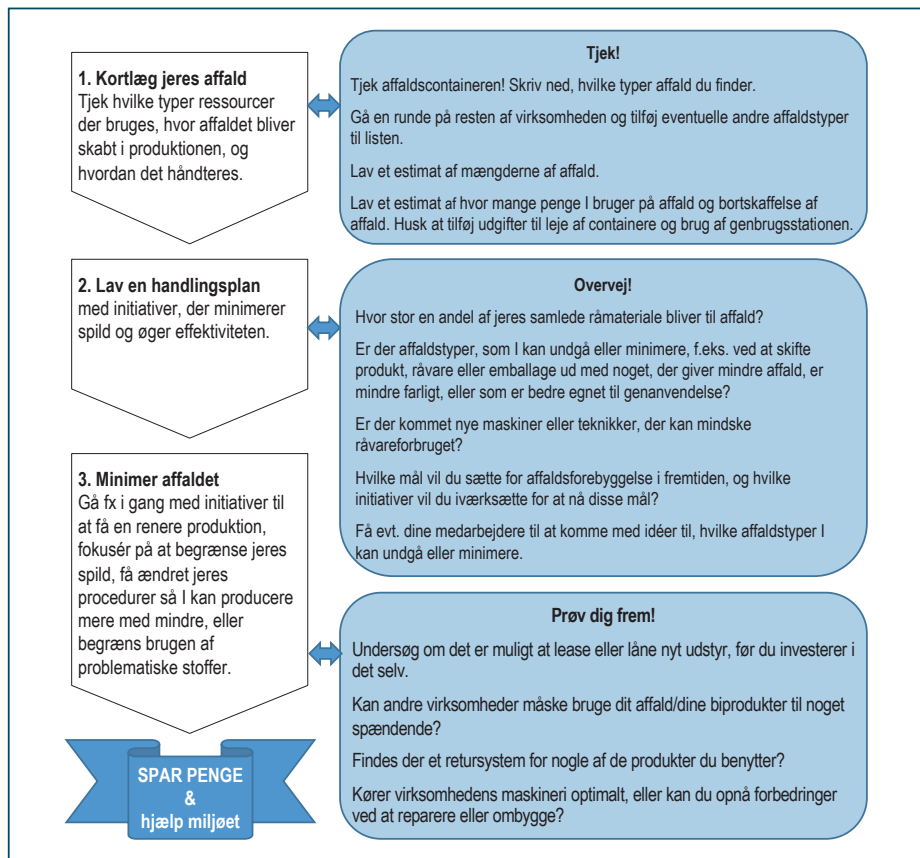 1. Kortlæg jeres affald
Tjek hvilke typer ressourcer
der bruges, hvor affaldet bliver
skabt i produktionen, og
hvordan det håndteres.
Tjek!
Tjek affaldscontaineren! Skriv ned, hvilke typer affald du finder.
Gå en runde på resten af virksomheden og tilføj eventuelle andre affaldstyper
til listen.
Lav et estimat af mængderne af affald.
Lav et estimat af hvor mange penge I bruger på affald og bortskaffelse af
affald. Husk at tilføj udgifter til leje af containere og brug af genbrugsstationen.
2. Lav en handlingsplan
med initiativer, der minimerer
spild og øger effektiviteten.
Overvej!
Hvor stor en andel af jeres samlede råmateriale bliver til affald?
Er der affaldstyper, som I kan undgå eller minimere, f.eks. ved at skifte
produkt, råvare eller emballage ud med noget, der giver mindre affald, er
mindre farligt, eller som er bedre egnet til genanvendelse?
Er der kommet nye maskiner eller teknikker, der kan mindske
råvareforbruget?
Hvilke mål vil du sætte for affaldsforebyggelse i fremtiden, og hvilke
initiativer vil du iværksætte for at nå disse mål?
Få evt. dine medarbejdere til at komme med idéer til, hvilke affaldstyper I
kan undgå eller minimere.
3. Minimer affaldet
Gå fx i gang med initiativer til
at få en renere produktion,
fokusér på at begrænse jeres
spild, få ændret jeres
procedurer så I kan producere
mere med mindre, eller
begræns brugen af
problematiske stoffer.
Prøv dig frem!
Undersøg om det er muligt at lease eller låne nyt udstyr, før du investerer i
det selv.
Kan andre virksomheder måske bruge dit affald/dine biprodukter til noget
spændende?
Findes der et retursystem for nogle af de produkter du benytter?
Kører virksomhedens maskineri optimalt, eller kan du opnå forbedringer
ved at reparere eller ombygge?
SPAR PENGE
&
hjælp miljøet